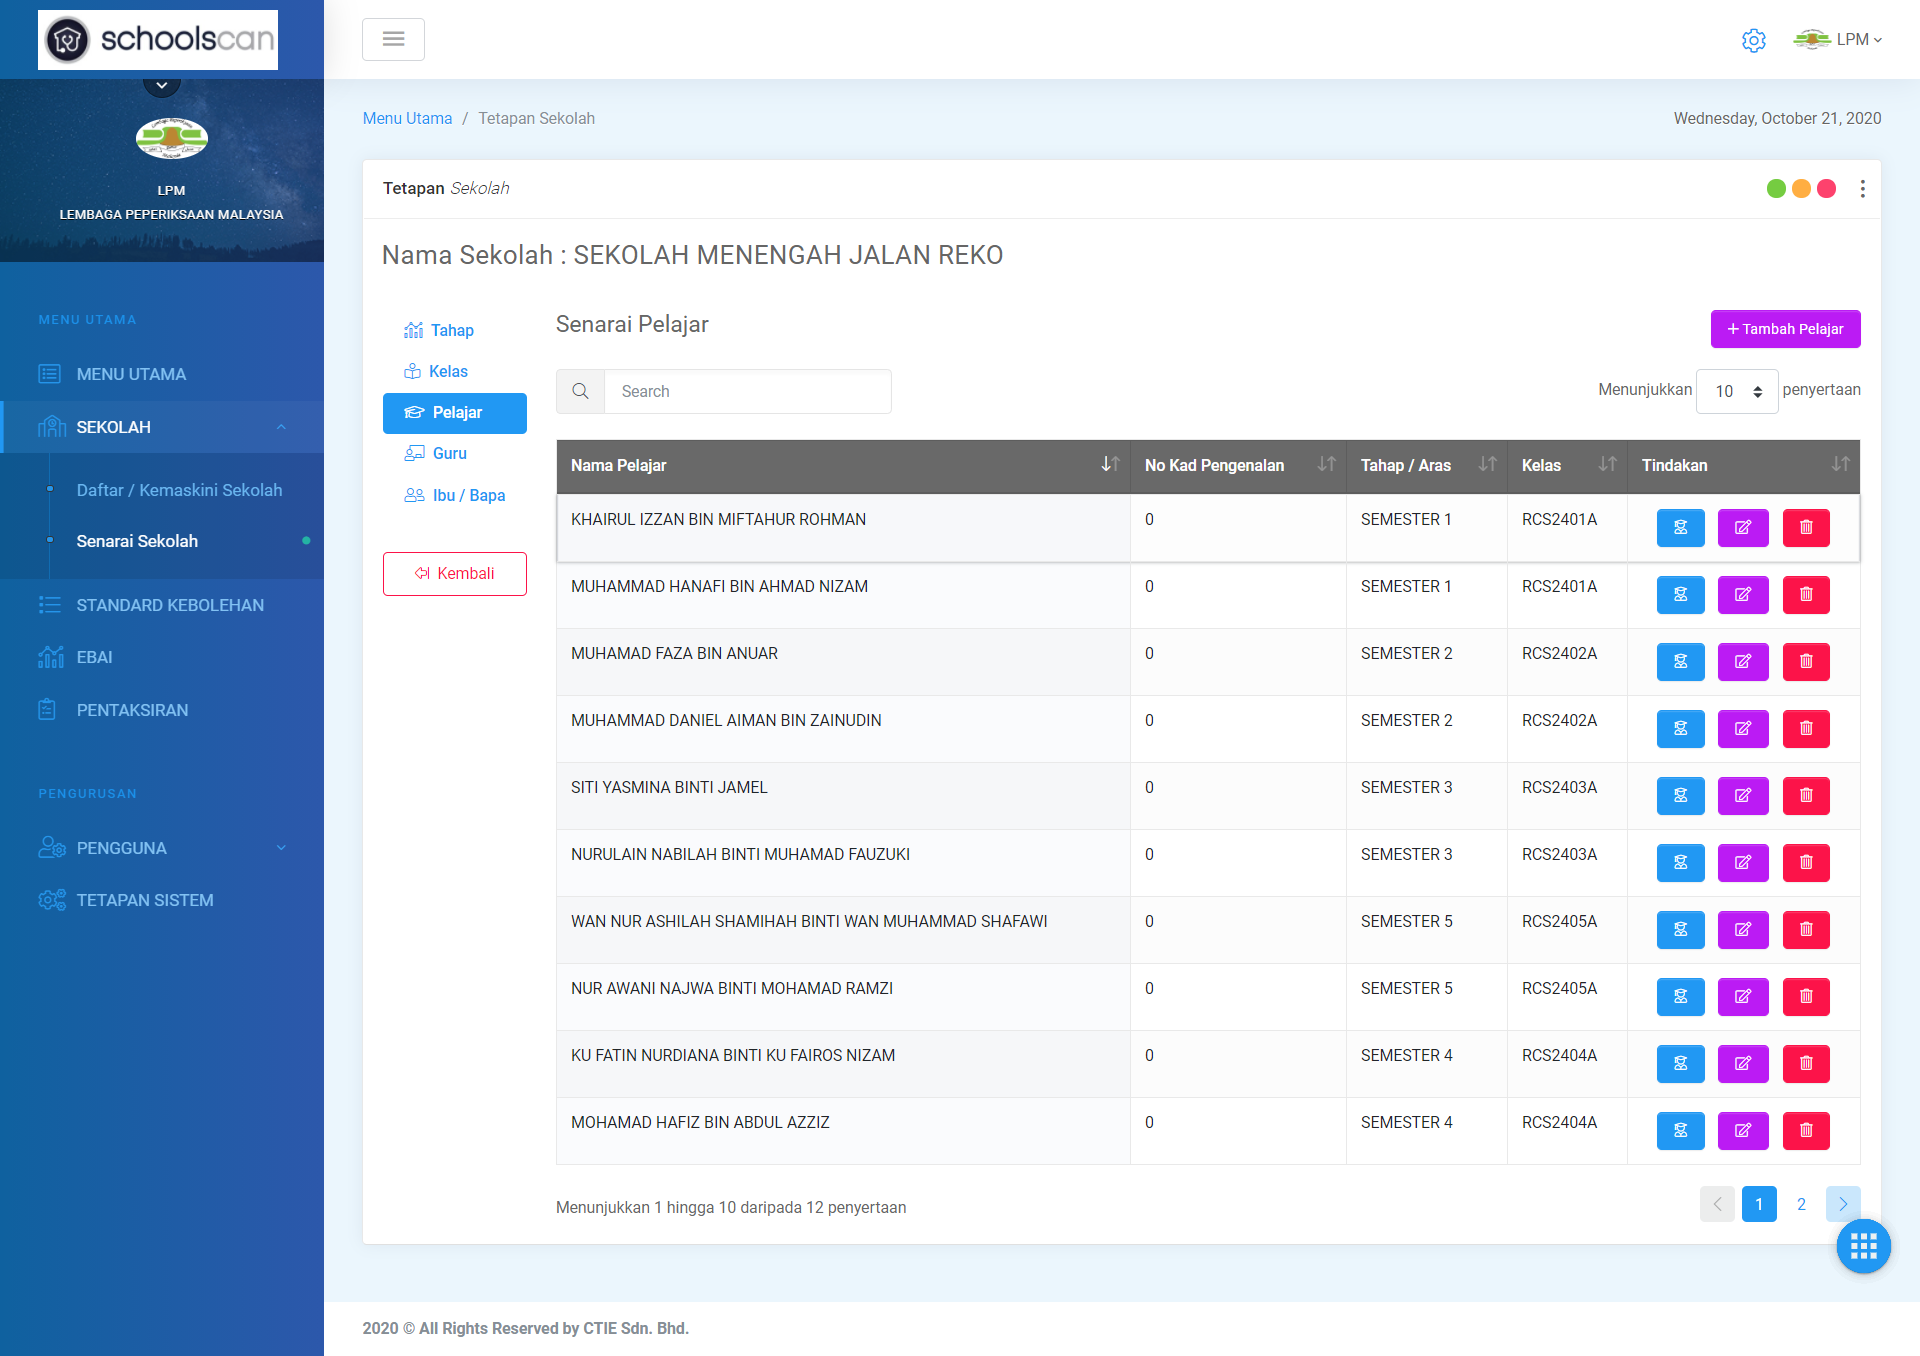 schoolscan
LPM
Menu Utama / Tetapan Sekolah
Wednesday, October 21, 2020
LPM
LEMBAGA PEPERIKSAAN MALAYSIA
MENU UTAMA
MENU UTAMA
SEKOLAH
Daftar / Kemaskini Sekolah
Senarai Sekolah
STANDARD KEBOLEHAN
EBAI
PENTAKSIRAN
PENGURUSAN
PENGGUNA
TETAPAN SISTEM
Tetapan Sekolah
Nama Sekolah : SEKOLAH MENENGAH JALAN REKO
Tahap
Kelas
Pelajar
Guru
Ibu / Bapa
Kembali
Senarai Pelajar
+ Tambah Pelajar
Search
Menunjukkan 10 penyertaan
Nama Pelajar No Kad Pengenalan Tahap / Aras Kelas Tindakan
KHAIRUL IZZAN BIN MIFTAHUR ROHMAN 0 SEMESTER 1 RCS2401A
MUHAMMAD HANAFI BIN AHMAD NIZAM 0 SEMESTER 1 RCS2401A
MUHAMAD FAZA BIN ANUAR 0 SEMESTER 2 RCS2402A
MUHAMMAD DANIEL AIMAN BIN ZAINUDIN 0 SEMESTER 2 RCS2402A
SITI YASMINA BINTI JAMEL 0 SEMESTER 3 RCS2403A
NURULAIN NABILAH BINTI MUHAMAD FAUZUKI 0 SEMESTER 3 RCS2403A
WAN NUR ASHILAH SHAMIHAH BINTI WAN MUHAMMAD SHAFAWI 0 SEMESTER 5 RCS2405A
NUR AWANI NAJWA BINTI MOHAMAD RAMZI 0 SEMESTER 5 RCS2405A
KU FATIN NURDIANA BINTI KU FAIROS NIZAM 0 SEMESTER 4 RCS2404A
MOHAMAD HAFIZ BIN ABDUL AZZIZ 0 SEMESTER 4 RCS2404A
Menunjukkan 1 hingga 10 daripada 12 penyertaan
1 2
2020 © All Rights Reserved by CTIE Sdn. Bhd.